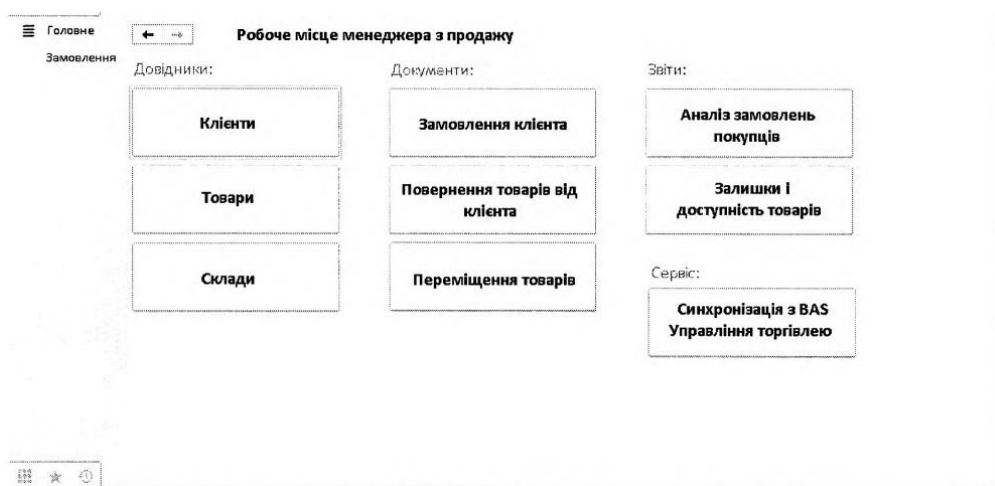 Головне
Замовлення
Робоче місце менеджера з продажу
Довідники:
Клієнти
Товари
Склади
Документи:
Замовлення клієнта
Повернення товарів від
клієнта
Переміщення товарів
Звіти:
Аналіз замовлень
покупців
Залишки і
доступність товарів
Сервіс:
Синхронізація з BAS
Управління торгівлею